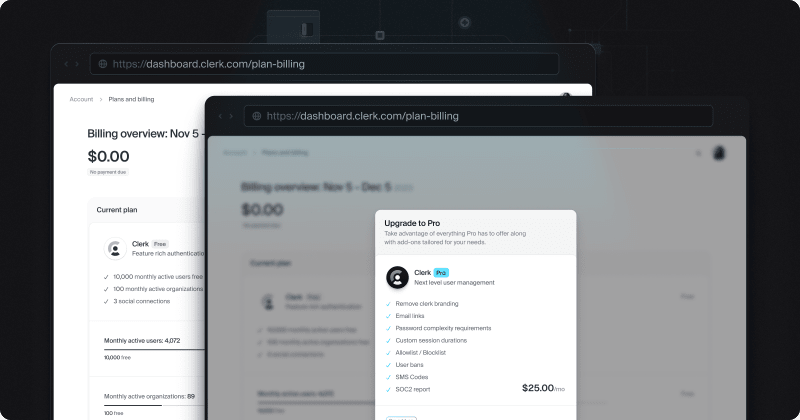 https://dashboard.clerk.com/plan-billing
Account › Plans and billing
Billing overview: Nov 5 -
$0.00
No payment due
Current plan
Clerk Free
Feature rich authentication
✓ 10,000 monthly active users free
✓ 100 monthly active organizations
✓ 3 social connections
Monthly active users: 4,072
10,000 free
Monthly active organizations: 89
100 free
https://dashboard.clerk.com/plan-billing
Account › Plans and billing
Billing overview: Nov 5 - Dec 5
$0.00
Current plan
Clerk
Feature rich authentication
Upgrade to Pro
Take advantage of everything Pro has to offer along
with add-ons tailored for your needs.
Clerk Pro
Next level user management
✓ Remove clerk branding
✓ Email links
✓ Password complexity requirements
✓ Custom session durations
✓ Allowlist / Blocklist
✓ User bans
✓ SMS Codes
✓ SOC2 report
$25.00/mo